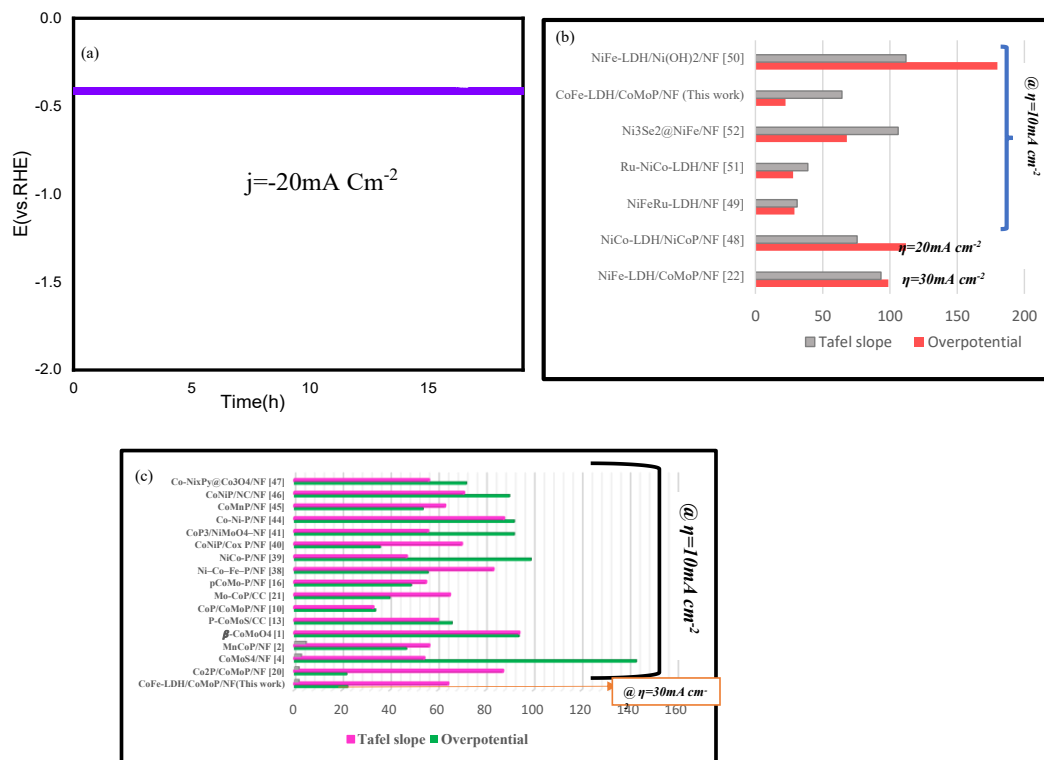 (a)
0.0
-0.5
-1.0
-1.5
-2.0
E(vs.RHE)
j=-20mA Cm-2
0 5 10 15
Time(h)
(b)
NiFe-LDH/Ni(OH)2/NF [50]
CoFe-LDH/CoMoP/NF (This work)
Ni3Se2@NiFe/NF [52]
Ru-NiCo-LDH/NF [51]
NiFeRu-LDH/NF [49]
NiCo-LDH/NiCoP/NF [48]
NiFe-LDH/CoMoP/NF [22]
@ η=10mA cm-2
η=20mA cm-2
η=30mA cm-2
0 50 100 150 200
Tafel slope Overpotential
(c)
Co-NixPy@Co3O4/NF [47]
CoNiP/NC/NF [46]
CoMnP/NF [45]
Co-Ni-P/NF [44]
CoP3/NiMoO4–NF [41]
CoNiP/Cox P/NF [40]
NiCo-P/NF [39]
Ni–Co–Fe–P/NF [38]
pCoMo-P/NF [16]
Mo-CoP/CC [21]
CoP/CoMoP/NF [10]
P-CoMoS/CC [13]
β-CoMoO4 [1]
MnCoP/NF [2]
CoMoS4/NF [4]
Co2P/CoMoP/NF [20]
CoFe-LDH/CoMoP/NF(This work)
@ η=10mA cm-2
@ η=30mA cm-
0 20 40 60 80 100 120 140 160
Tafel slope Overpotential